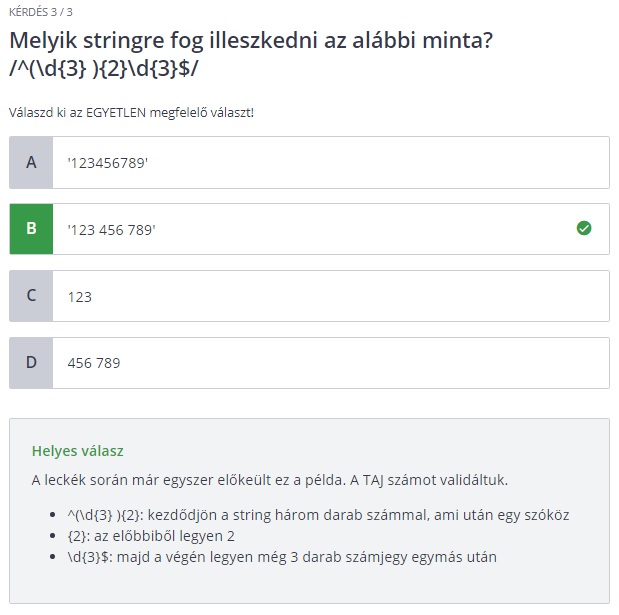 KÉRDÉS 3 / 3
Melyik stringre fog illeszkedni az alábbi minta?
/^(\d{3} ){2}\d{3}$/
Válaszd ki az EGYETLEN megfelelő választ!
A '123456789'
B '123 456 789'
C 123
D 456 789
Helyes válasz
A leckék során már egyszer előkeült ez a példa. A TAJ számot validáltuk.
• ^(\d{3} ){2}: kezdődjön a string három darab számmal, ami után egy szóköz
• {2}: az előbbiből legyen 2
• \d{3}$: majd a végén legyen még 3 darab számjegy egymás után